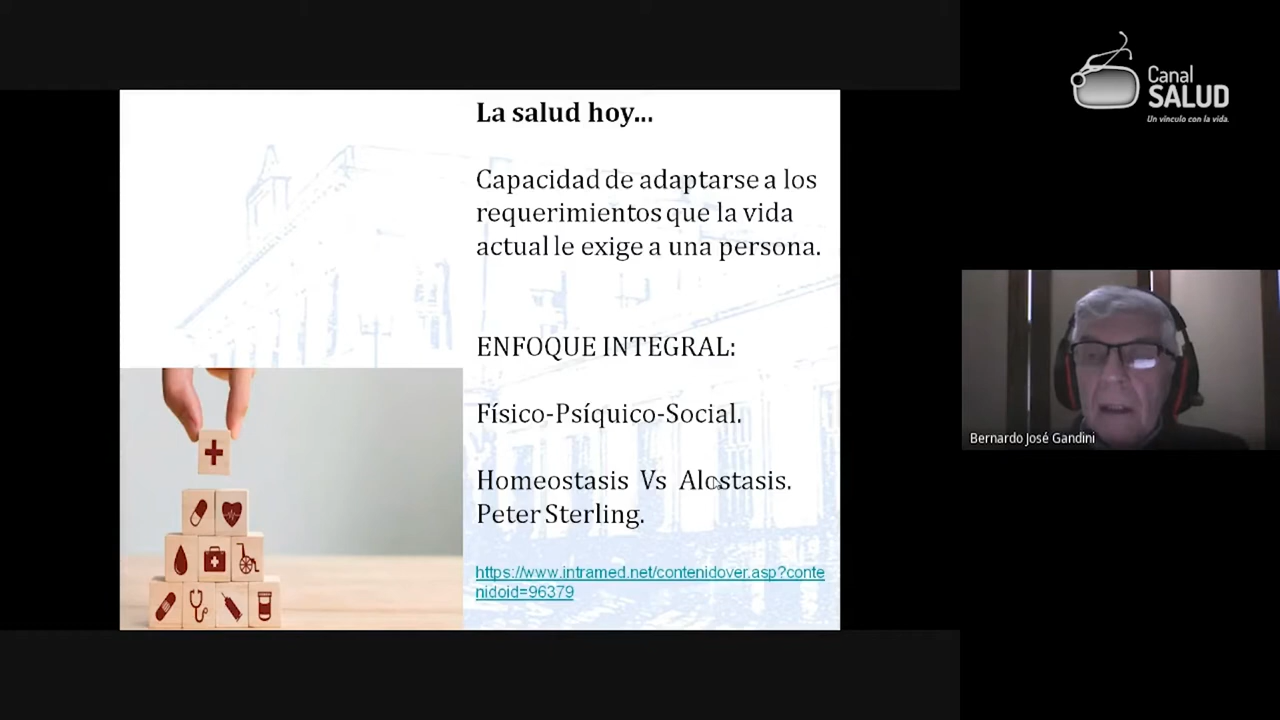 La salud hoy...
Capacidad de adaptarse a los
requerimientos que la vida
actual le exige a una persona.
ENFOQUE INTEGRAL:
Físico-Psíquico-Social.
Homeostasis Vs Alostasis.
Peter Sterling.
https://www.intramed.net/contenidover.asp?conte
nidoid=96379
Canal
SALUD
Un vínculo con la vida.
Bernardo José Gandini